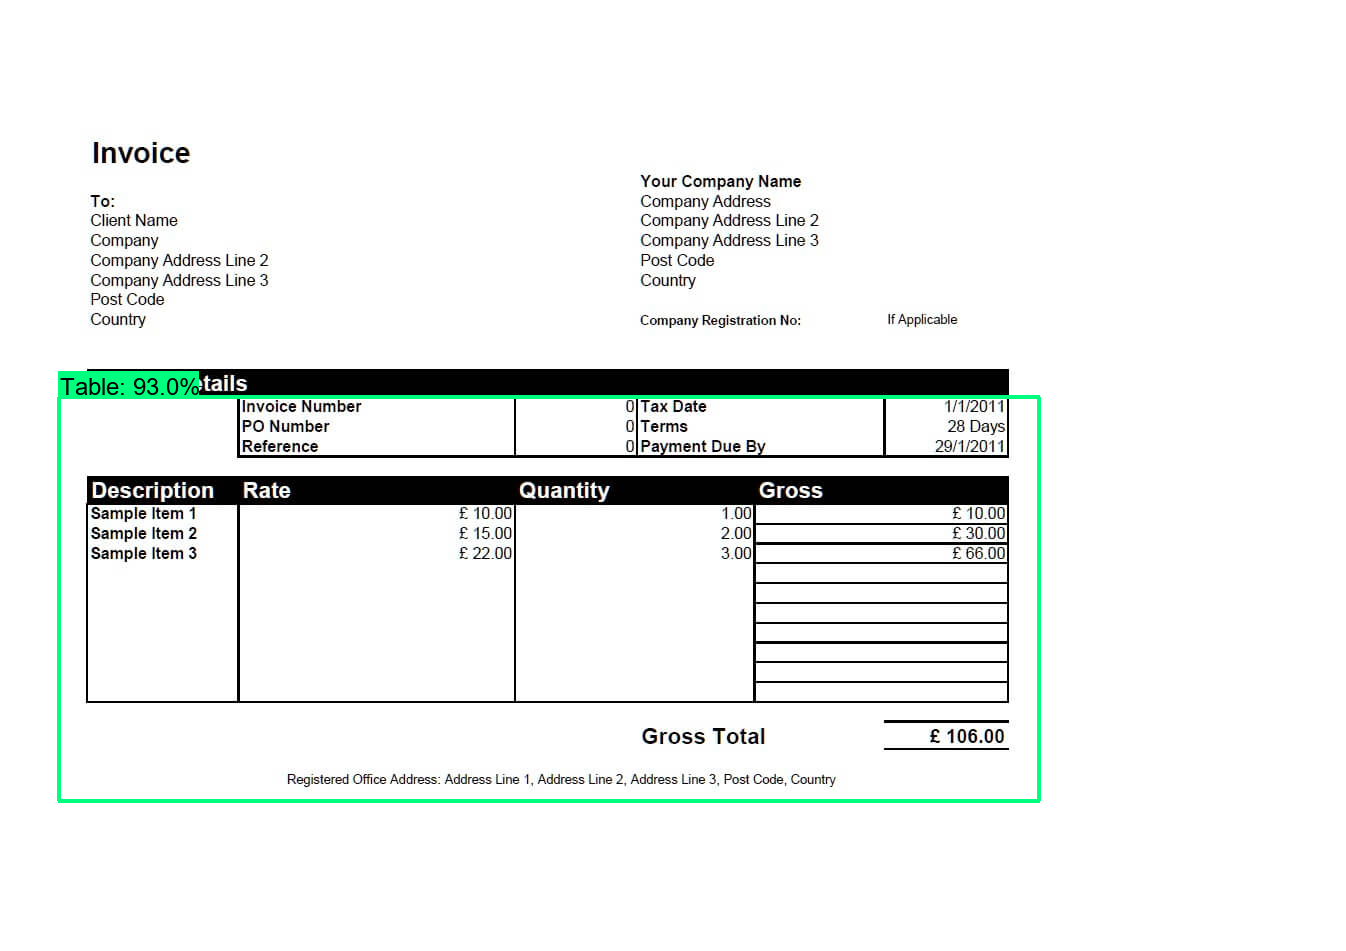 Invoice
To:
Client Name
Company
Company Address Line 2
Company Address Line 3
Post Code
Country
Your Company Name
Company Address
Company Address Line 2
Company Address Line 3
Post Code
Country
Company Registration No: If Applicable
Table: 93.0%
Invoice Number 0 Tax Date 1/1/2011
PO Number 0 Terms 28 Days
Reference 0 Payment Due By 29/1/2011
Description Rate Quantity Gross
Sample Item 1 £ 10.00 1.00 £ 10.00
Sample Item 2 £ 15.00 2.00 £ 30.00
Sample Item 3 £ 22.00 3.00 £ 66.00
Gross Total £ 106.00
Registered Office Address: Address Line 1, Address Line 2, Address Line 3, Post Code, Country